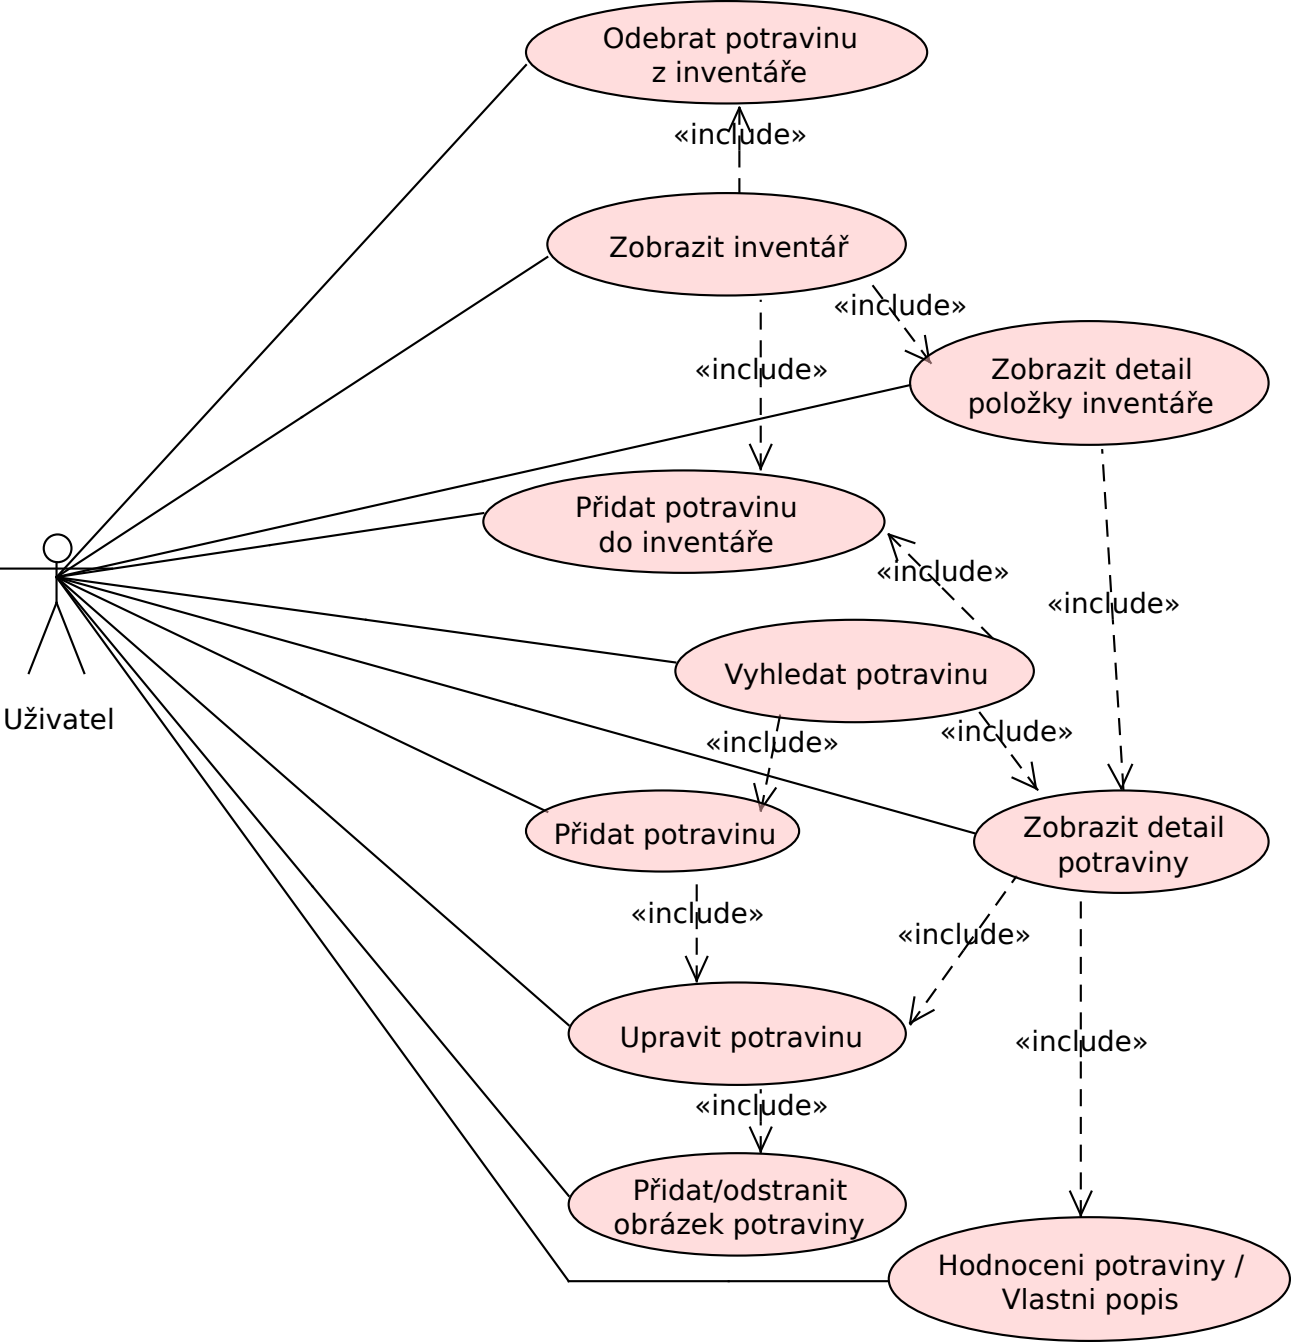 Odebrat potravinu
z inventáře
«include»
Zobrazit inventář
«include»
«include»
Zobrazit detail
položky inventáře
Přidat potravinu
do inventáře
«include»
«include»
Vyhledat potravinu
Uživatel
«include»
«include»
Přidat potravinu
Zobrazit detail
potraviny
«include»
«include»
Upravit potravinu
«include»
«include»
Přidat/odstranit
obrázek potraviny
Hodnoceni potraviny /
Vlastni popis